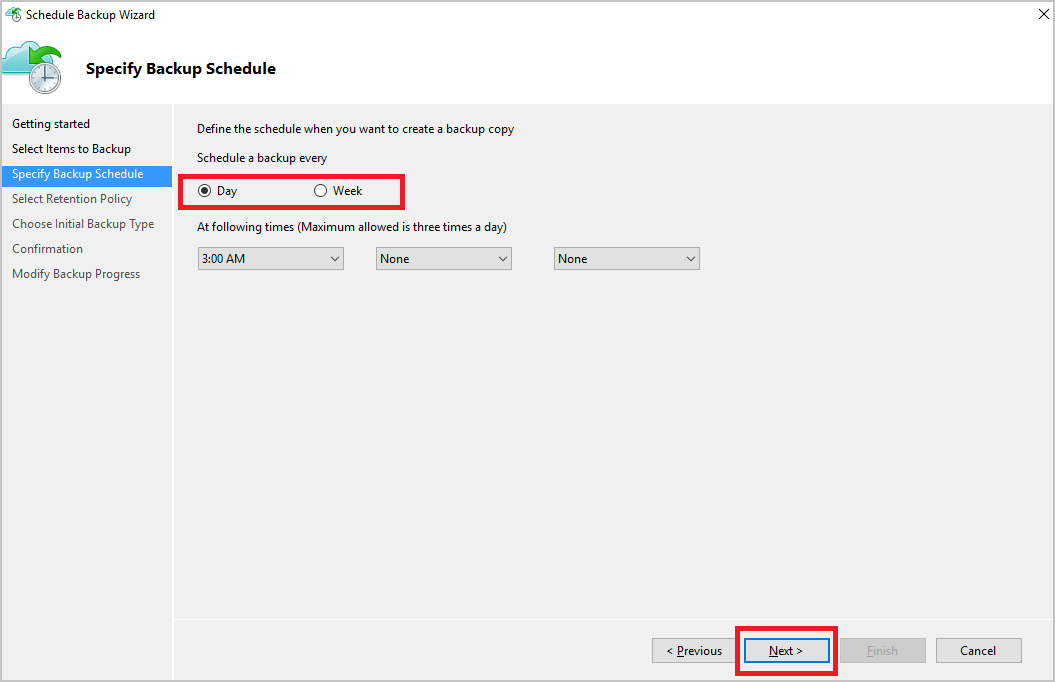 Schedule Backup Wizard
Specify Backup Schedule
Getting started
Select Items to Backup
Specify Backup Schedule
Select Retention Policy
Choose Initial Backup Type
Confirmation
Modify Backup Progress
Define the schedule when you want to create a backup copy
Schedule a backup every
Day Week
At following times (Maximum allowed is three times a day)
3:00 AM None None
< Previous Next > Finish Cancel